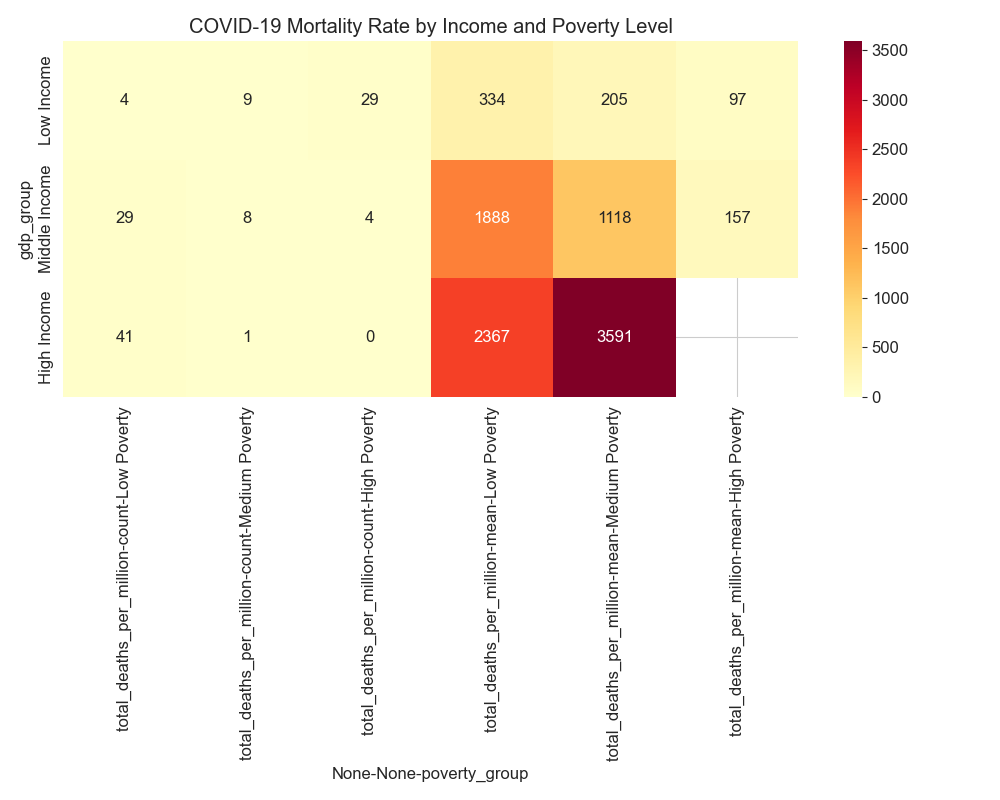 COVID-19 Mortality Rate by Income and Poverty Level
gdp_group
Low Income
4 9 29 334 205 97
Middle Income
29 8 4 1888 1118 157
High Income
41 1 0 2367 3591
total_deaths_per_million-count-Low Poverty
total_deaths_per_million-count-Medium Poverty
total_deaths_per_million-count-High Poverty
total_deaths_per_million-mean-Low Poverty
total_deaths_per_million-mean-Medium Poverty
total_deaths_per_million-mean-High Poverty
None-None-poverty_group
3500
3000
2500
2000
1500
1000
500
0